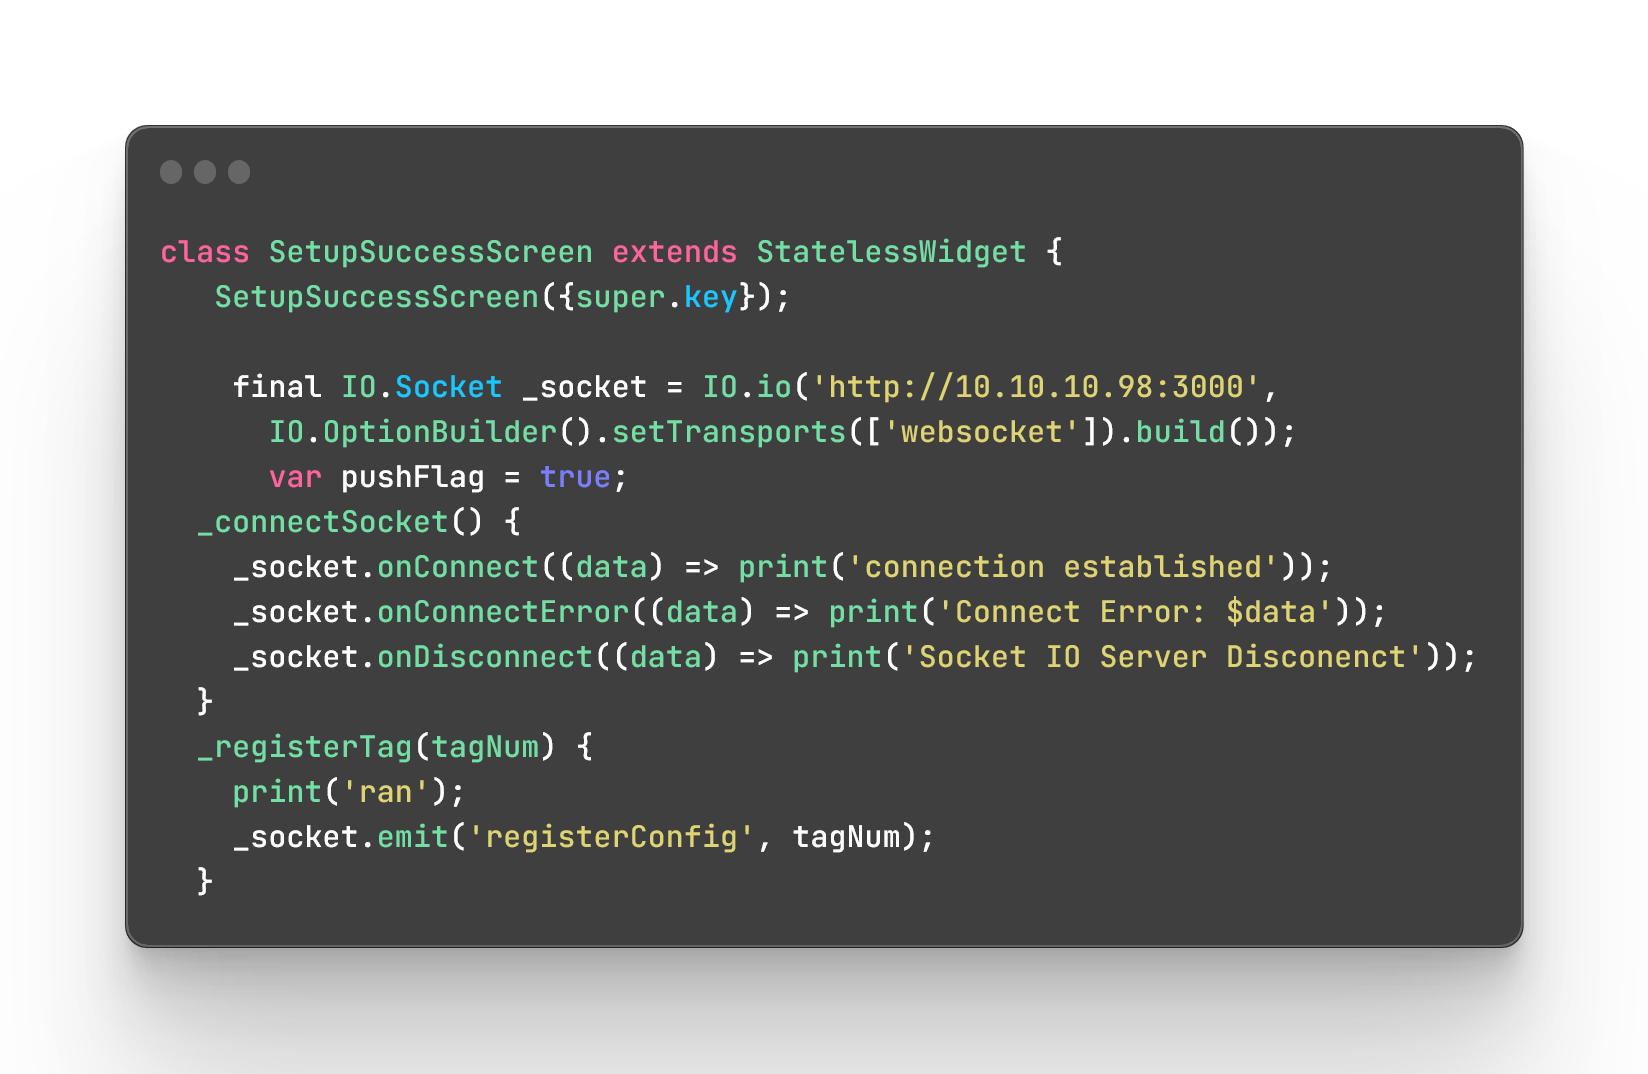 class SetupSuccessScreen extends StatelessWidget {
   SetupSuccessScreen({super.key});

    final IO.Socket _socket = IO.io('http://10.10.10.98:3000',
      IO.OptionBuilder().setTransports(['websocket']).build());
      var pushFlag = true;
  _connectSocket() {
    _socket.onConnect((data) => print('connection established'));
    _socket.onConnectError((data) => print('Connect Error: $data'));
    _socket.onDisconnect((data) => print('Socket IO Server Disconenct'));
  }
  _registerTag(tagNum) {
    print('ran');
    _socket.emit('registerConfig', tagNum);
  }